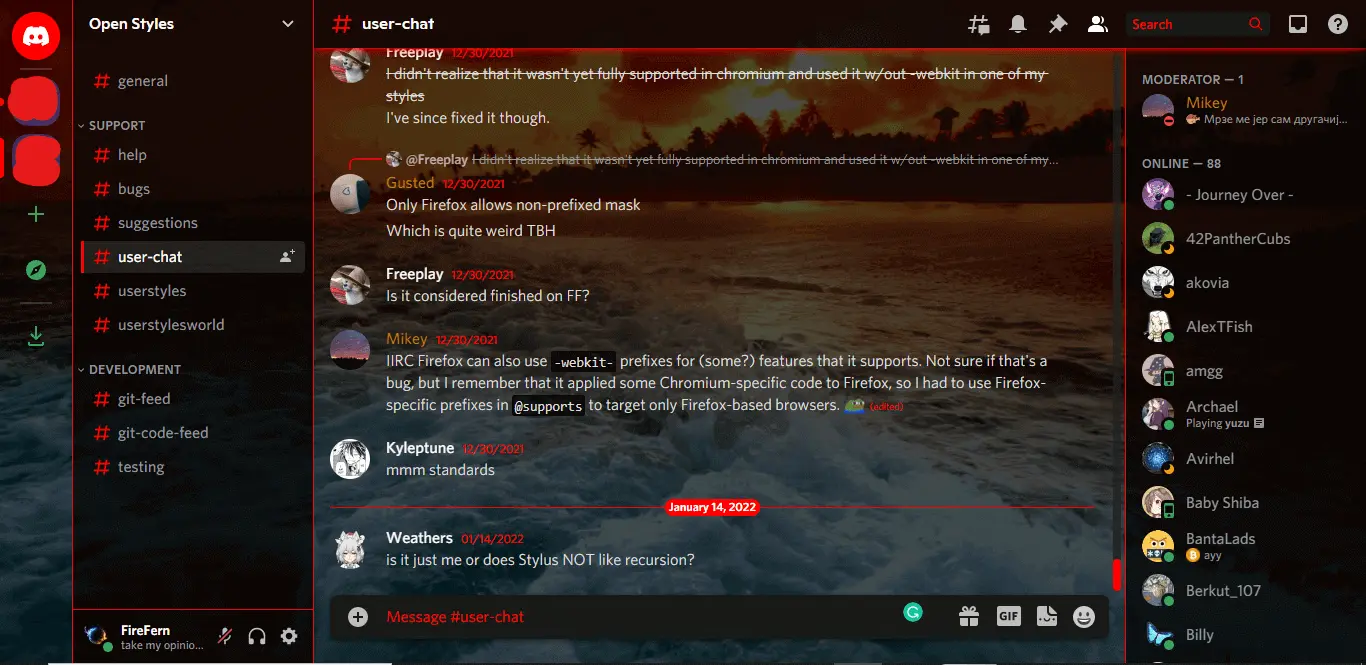 Open Styles
general
SUPPORT
help
bugs
suggestions
user-chat
userstyles
userstylesworld
DEVELOPMENT
git-feed
git-code-feed
testing
FireFern
take my opinio...
user-chat
Search
Freeplay 12/30/2021
I didn't realize that it wasn't yet fully supported in chromium and used it w/out -webkit in one of my
styles
I've since fixed it though.
@Freeplay I didn't realize that it wasn't yet fully supported in chromium and used it w/out -webkit in one of my...
Gusted 12/30/2021
Only Firefox allows non-prefixed mask
Which is quite weird TBH
Freeplay 12/30/2021
Is it considered finished on FF?
Mikey 12/30/2021
IIRC Firefox can also use -webkit- prefixes for (some?) features that it supports. Not sure if that's a
bug, but I remember that it applied some Chromium-specific code to Firefox, so I had to use Firefox-
specific prefixes in @supports to target only Firefox-based browsers. (edited)
Kyleptune 12/30/2021
mmm standards
January 14, 2022
Weathers 01/14/2022
is it just me or does Stylus NOT like recursion?
Message #user-chat
GIF
MODERATOR — 1
Mikey
Мрзе ме јер сам другачиј...
ONLINE — 88
- Journey Over -
42PantherCubs
akovia
AlexTFish
amgg
Archael
Playing yuzu
Avirhel
Baby Shiba
BantaLads
ayy
Berkut_107
Billy